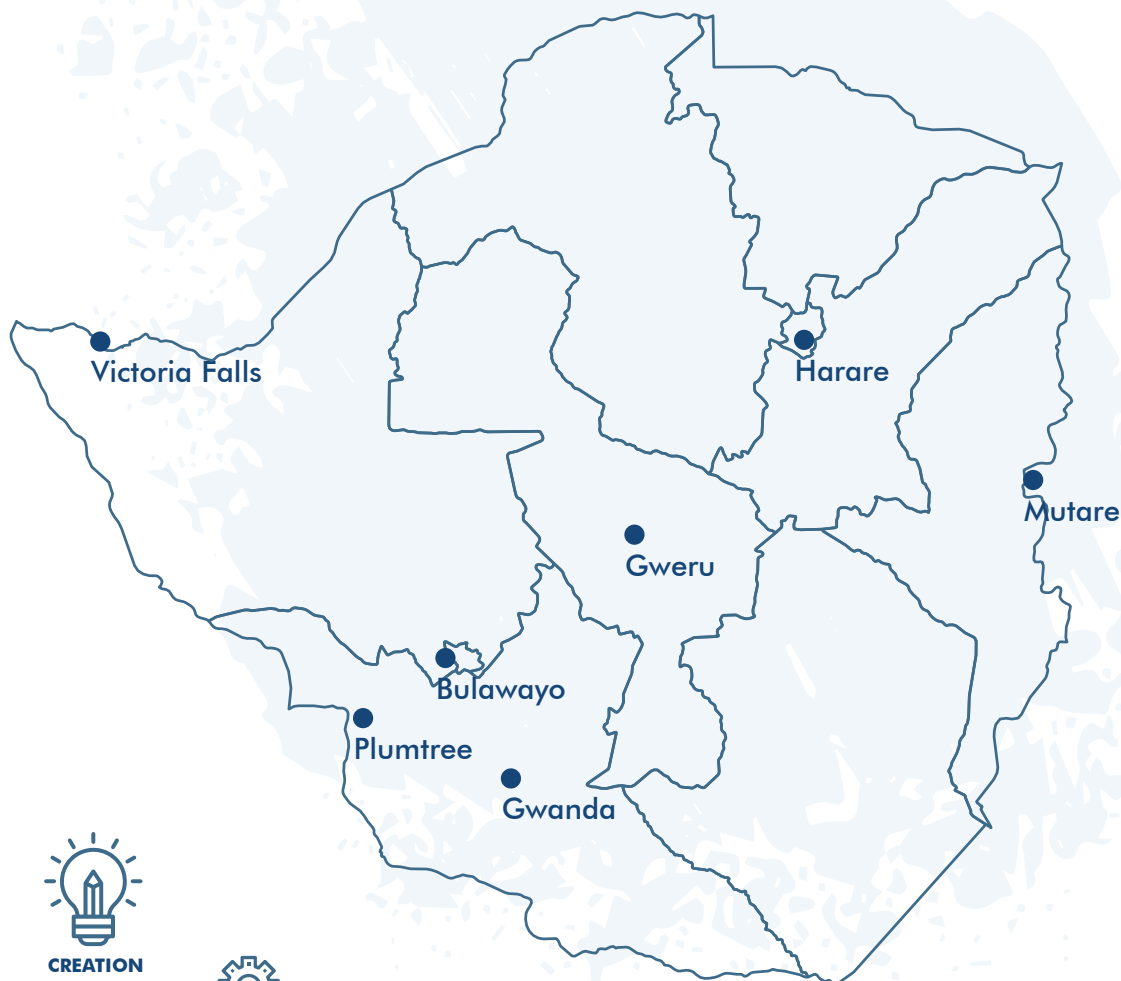 Victoria Falls
Harare
Mutare
Gweru
Bulawayo
Plumtree
Gwanda
CREATION